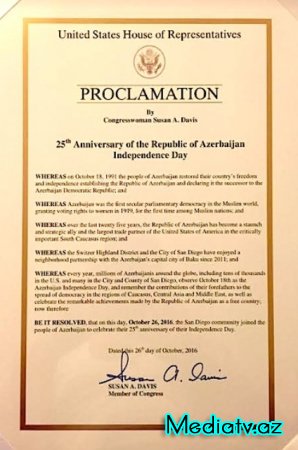 United States House of Representatives
PROCLAMATION
By
Congresswoman Susan A. Davis
25th Anniversary of the Republic of Azerbaijan
Independence Day
WHEREAS on October 18, 1991 the people of Azerbaijan restored their country's freedom
and independence establishing the Republic of Azerbaijan and declaring it the successor to the
Azerbaijan Democratic Republic; and
WHEREAS Azerbaijan was the first secular parliamentary democracy in the Muslim world,
granting voting rights to women in 1919, for the first time among Muslim nations; and
WHEREAS over the last twenty five years, the Republic of Azerbaijan has become a staunch
and strategic ally and the largest trade partner of the United States of America in the critically
important South Caucasus region; and
WHEREAS the Switzer Highland District and the City of San Diego have enjoyed a
neighborhood partnership with the Azerbaijan's capital city of Baku since 2011; and
WHEREAS every year, millions of Azerbaijanis around the globe, including tens of thousands
in the U.S. and many in the City and County of San Diego, observe October 18th as the
Azerbaijan Independence Day, and remember the contributions of their forefathers to the
spread of democracy in the regions of Caucasus, Central Asia and Middle East, as well as
celebrate the remarkable achievements made by the Republic of Azerbaijan as a free country;
now therefore
BE IT RESOLVED, that on this day, October 26, 2016, the San Diego community joined the
people of Azerbaijan to celebrate their 25th anniversary of their Independence Day.
Dated this 26th day of October, 2016
Susan A. Davis
SUSAN A. DAVIS
Member of Congress
Mediatv.az